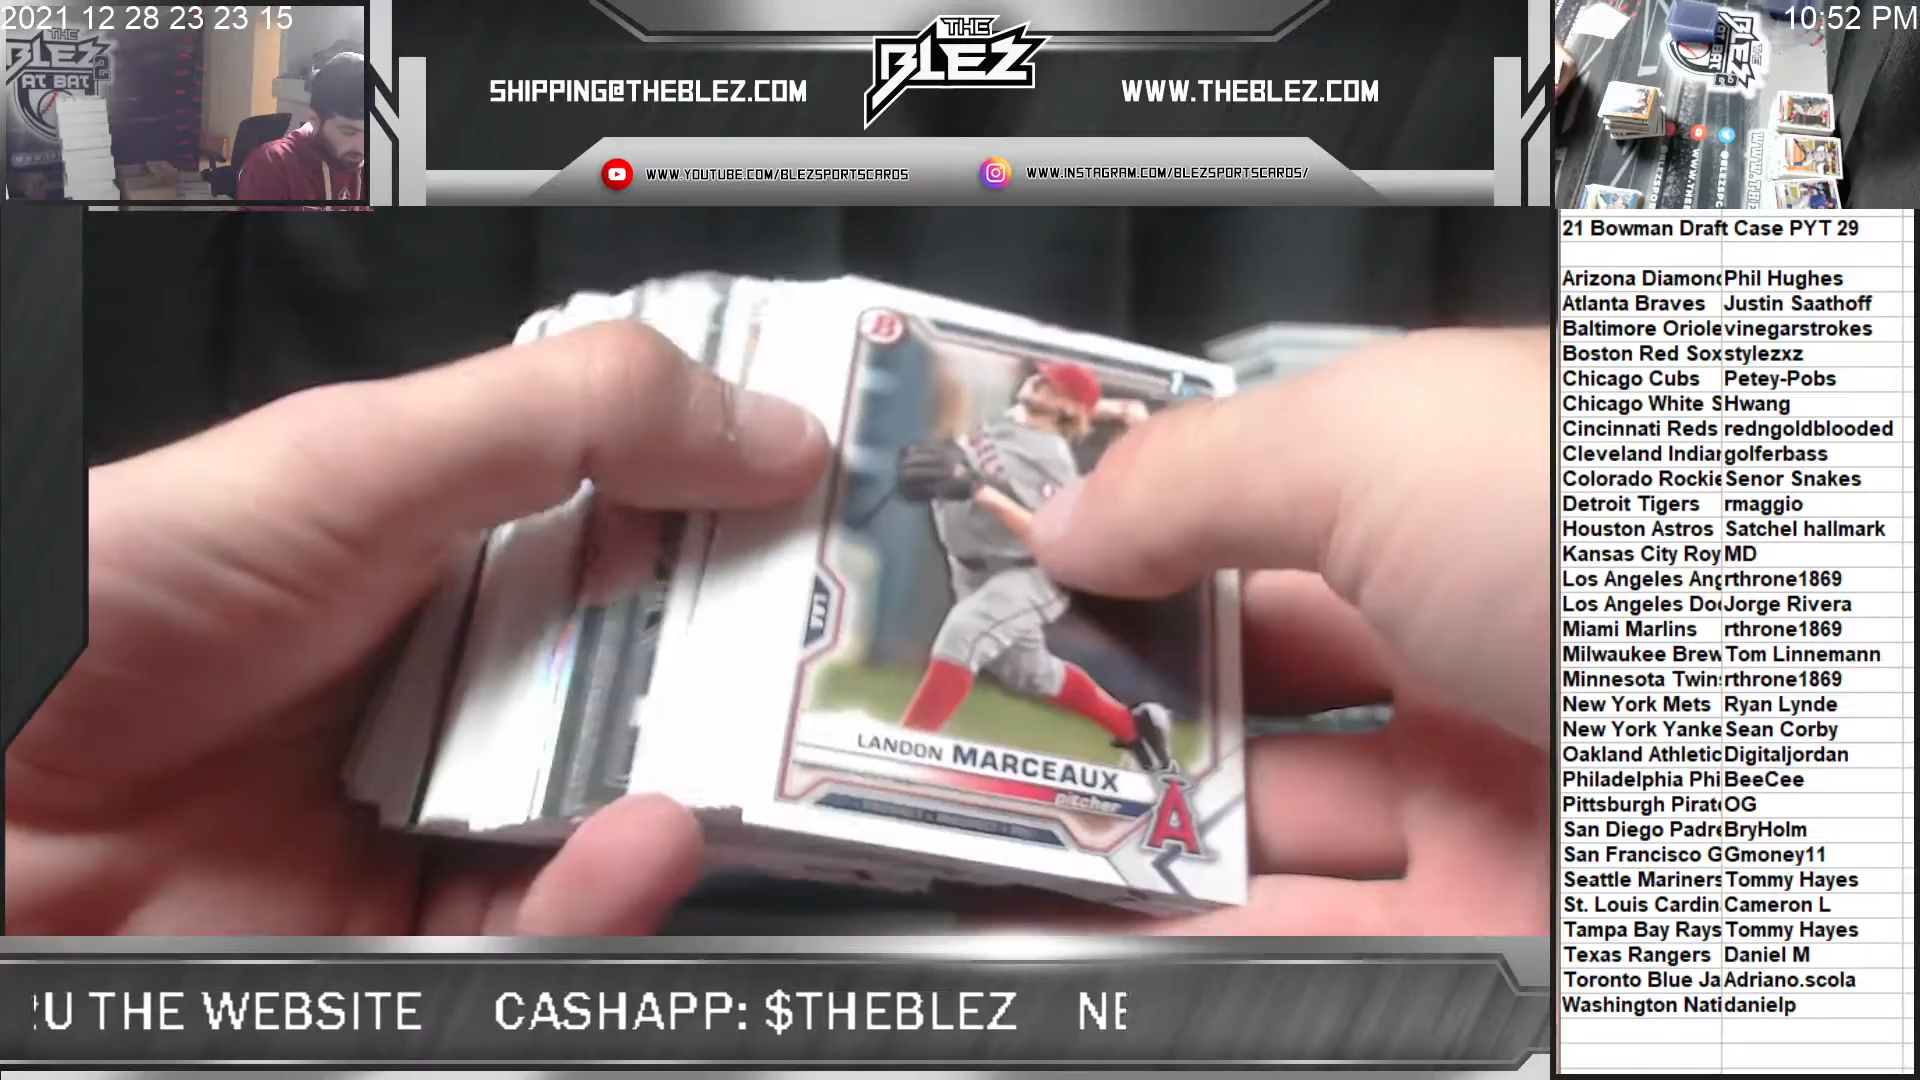 2021 12 28 23 23 15
THE
BLEZ
AT BAT 2
SHIPPING@THEBLEZ.COM
THE
BLEZ
WWW.THEBLEZ.COM
WWW.YOUTUBE.COM/BLEZSPORTSCARDS
WWW.INSTAGRAM.COM/BLEZSPORTSCARDS/
10:52 PM
21 Bowman Draft Case PYT 29
Arizona Diamond Phil Hughes
Atlanta Braves Justin Saathoff
Baltimore Oriole vinegarstrokes
Boston Red Sox stylezxz
Chicago Cubs Petey-Pobs
Chicago White S Hwang
Cincinnati Reds redngoldblooded
Cleveland Indian golferbass
Colorado Rockie Senor Snakes
Detroit Tigers rmaggio
Houston Astros Satchel hallmark
Kansas City Roy MD
Los Angeles Ang rthrone1869
Los Angeles Dod Jorge Rivera
Miami Marlins rthrone1869
Milwaukee Brew Tom Linnemann
Minnesota Twins rthrone1869
New York Mets Ryan Lynde
New York Yanke Sean Corby
Oakland Athletic Digitaljordan
Philadelphia Phi BeeCee
Pittsburgh Pirate OG
San Diego Padre BryHolm
San Francisco G Gmoney11
Seattle Mariners Tommy Hayes
St. Louis Cardin Cameron L
Tampa Bay Rays Tommy Hayes
Texas Rangers Daniel M
Toronto Blue Ja Adriano.scola
Washington Nati danielp
B
LAA
LANDON MARCEAUX
pitcher
A
U THE WEBSITE CASHAPP: $THEBLEZ NE